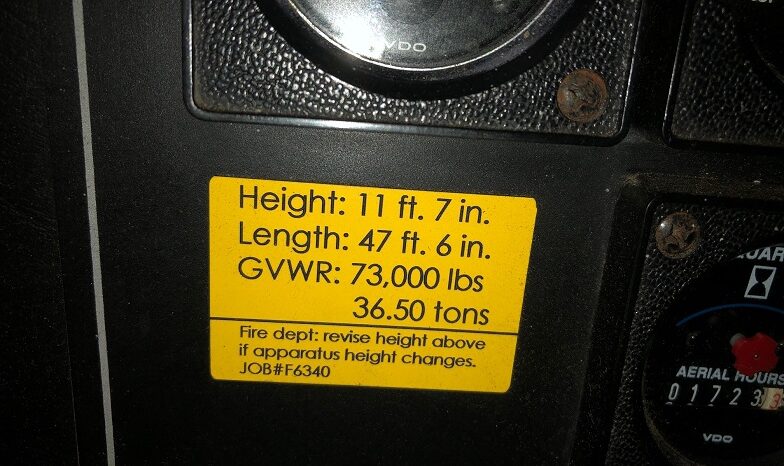 VDO
Height: 11 ft. 7 in.
Length: 47 ft. 6 in.
GVWR: 73,000 lbs
36.50 tons
Fire dept: revise height above
if apparatus height changes.
JOB#F6340
AERIAL HOURS
01723
VDO